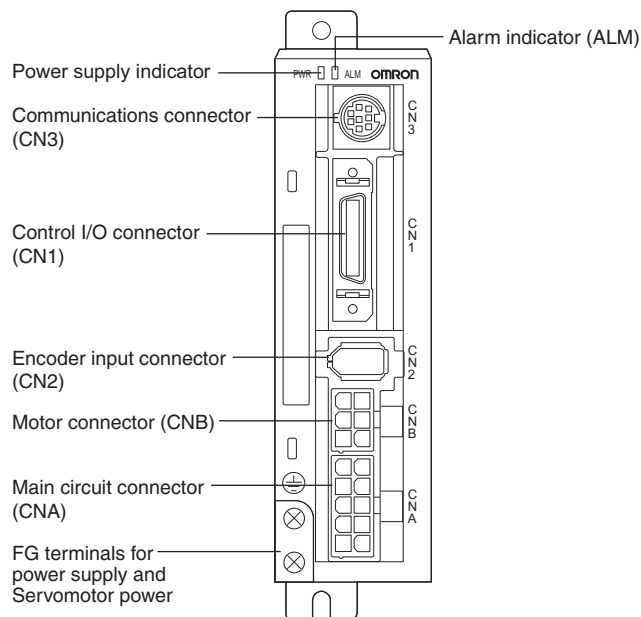 Alarm indicator (ALM)
Power supply indicator
PWR ALM OMRON
Communications connector
(CN3)
CN3
Control I/O connector
(CN1)
CN1
Encoder input connector
(CN2)
CN2
Motor connector (CNB)
CNB
Main circuit connector
(CNA)
CNA
FG terminals for
power supply and
Servomotor power